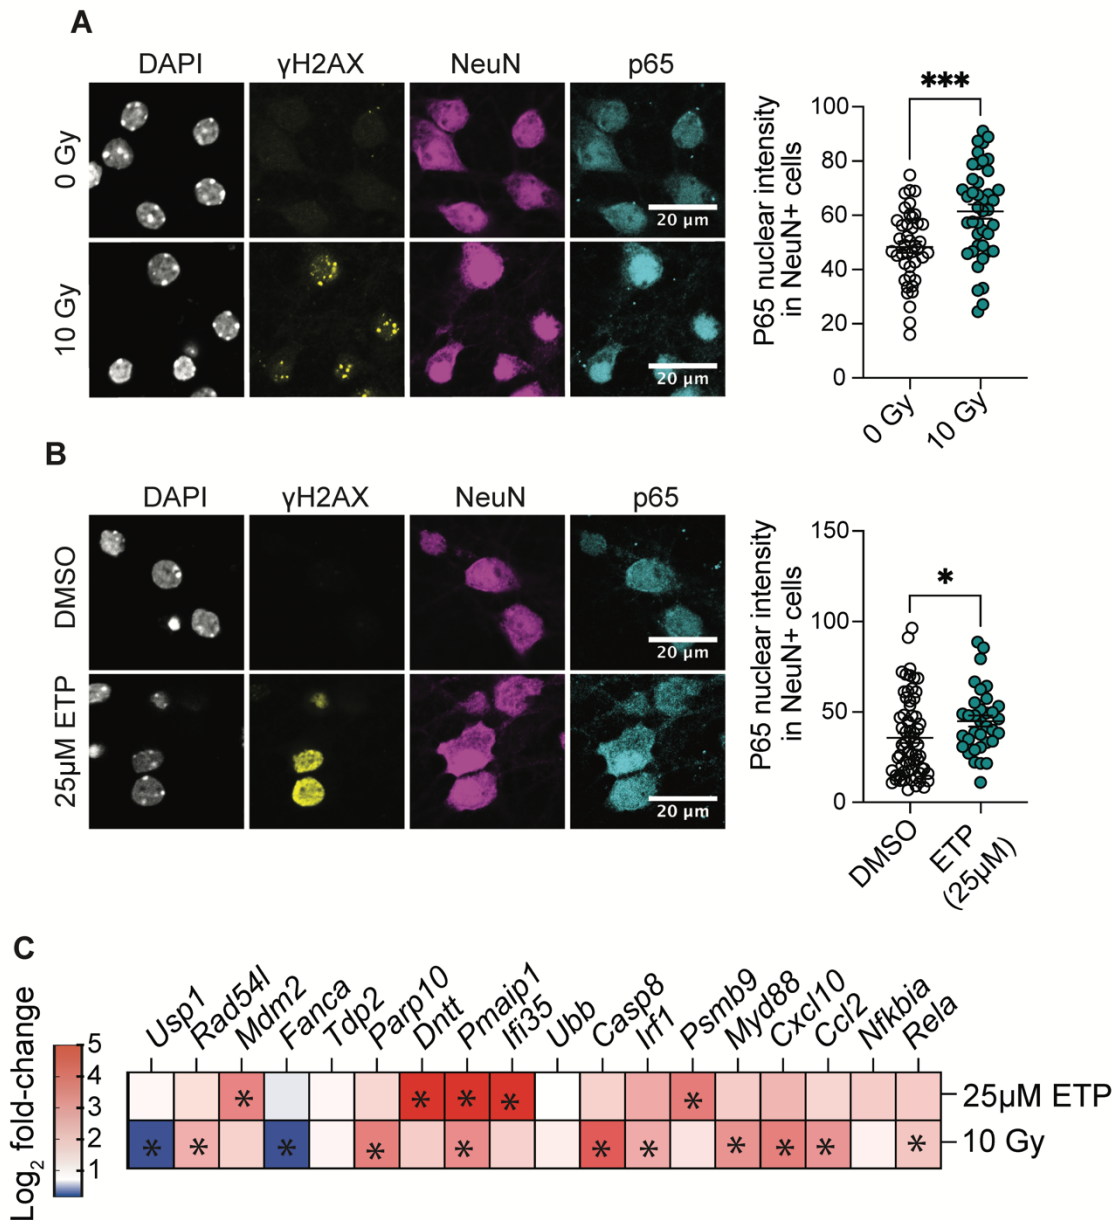 A
DAPI γH2AX NeuN p65
0 Gy
20 µm
10 Gy
20 µm
***
P65 nuclear intensity
in NeuN+ cells
100
80
60
40
20
0
0 Gy
10 Gy
B
DAPI γH2AX NeuN p65
DMSO
20 µm
25µM ETP
20 µm
*
P65 nuclear intensity
in NeuN+ cells
150
100
50
0
DMSO
ETP
(25µM)
C
Log2 fold-change
5
4
3
2
1
Usp1 Rad54l Mdm2 Fanca Tdp2 Parp10 Dntt Pmaip1 Ifi35 Ubb Casp8 Irf1 Psmb9 Myd88 Cxcl10 Ccl2 Nfkbia Rela
* * * * * 25µM ETP
* * * * * * * * * * * 10 Gy